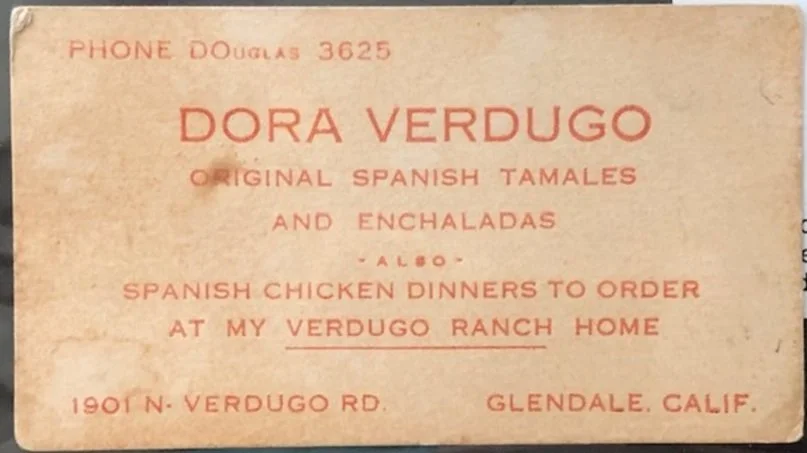 PHONE DOUGLAS 3625
DORA VERDUGO
ORIGINAL SPANISH TAMALES
AND ENCHALADAS
- ALSO -
SPANISH CHICKEN DINNERS TO ORDER
AT MY VERDUGO RANCH HOME
1901 N. VERDUGO RD. GLENDALE. CALIF.